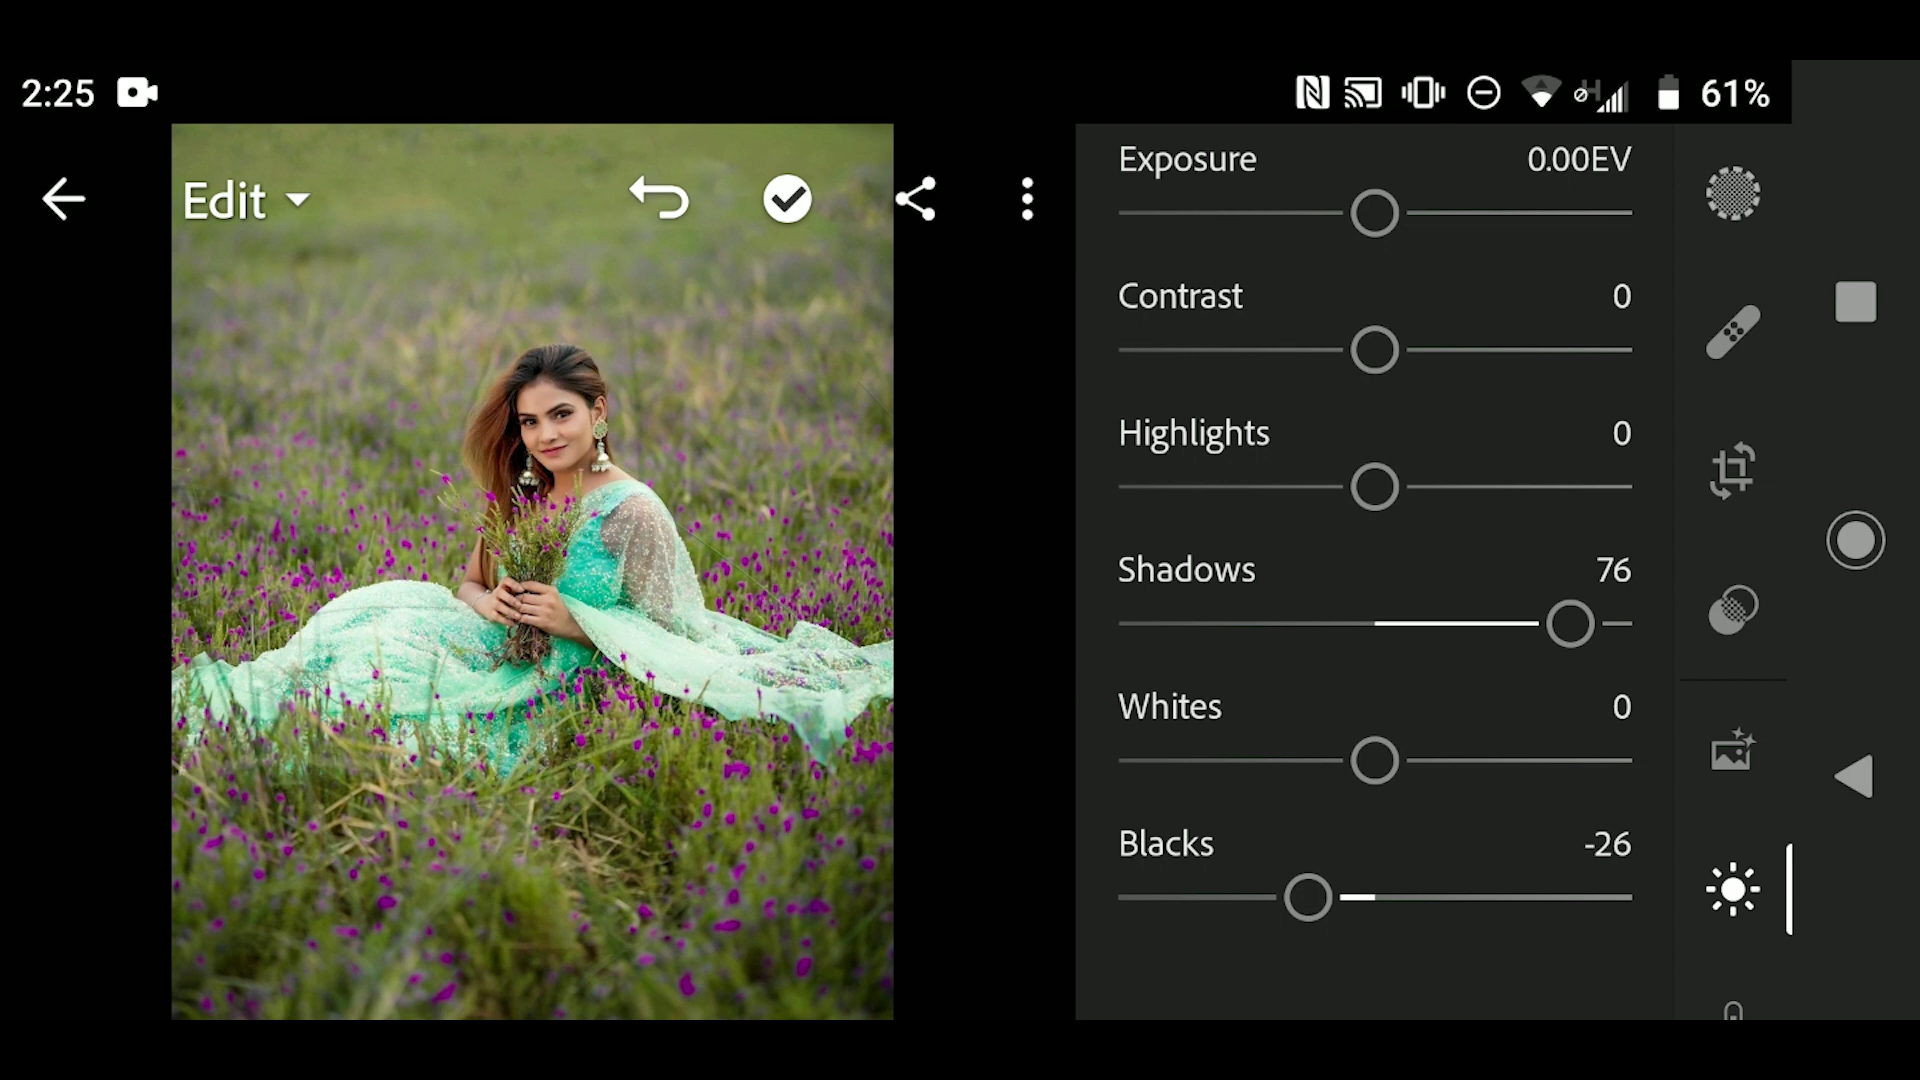 2:25
61%
Edit
Exposure 0.00EV
Contrast 0
Highlights 0
Shadows 76
Whites 0
Blacks -26